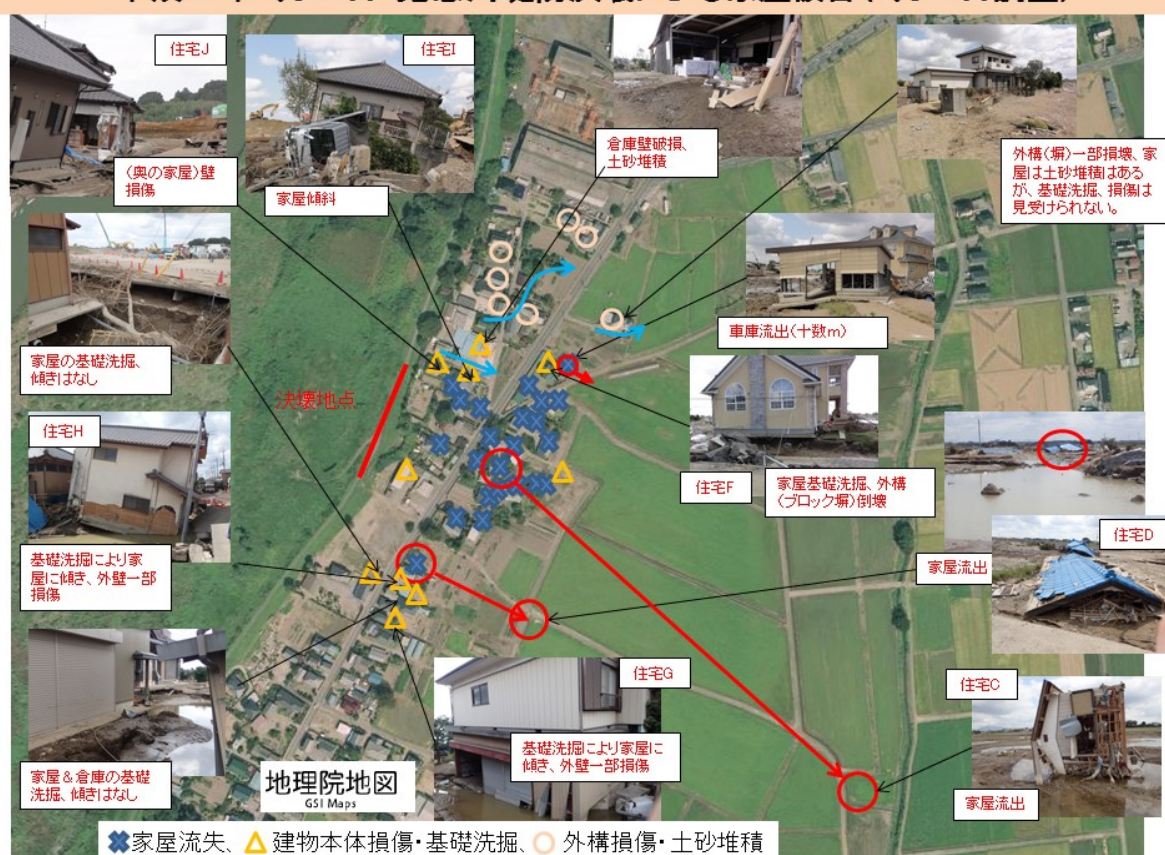 住宅J
住宅I
(奥の家屋)壁
損傷
家屋傾斜
倉庫壁破損、
土砂堆積
外構(塀)一部損壊、家
屋は土砂堆積はある
が、基礎洗掘、損傷は
見受けられない。
家屋の基礎洗掘、
傾きはなし
車庫流出(十数m)
決壊地点
住宅H
基礎洗掘により家
屋に傾き、外壁一部
損傷
住宅F
家屋基礎洗掘、外構
(ブロック塀)倒壊
住宅D
家屋流出
家屋&倉庫の基礎
洗掘、傾きはなし
住宅G
基礎洗掘により家屋に
傾き、外壁一部損傷
住宅C
家屋流出
地理院地図
GSI Maps
家屋流失、 建物本体損傷・基礎洗掘、 外構損傷・土砂堆積